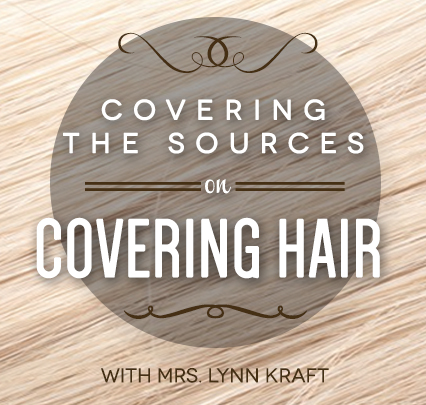 COVERING
THE SOURCES
on
COVERING HAIR
WITH MRS. LYNN KRAFT